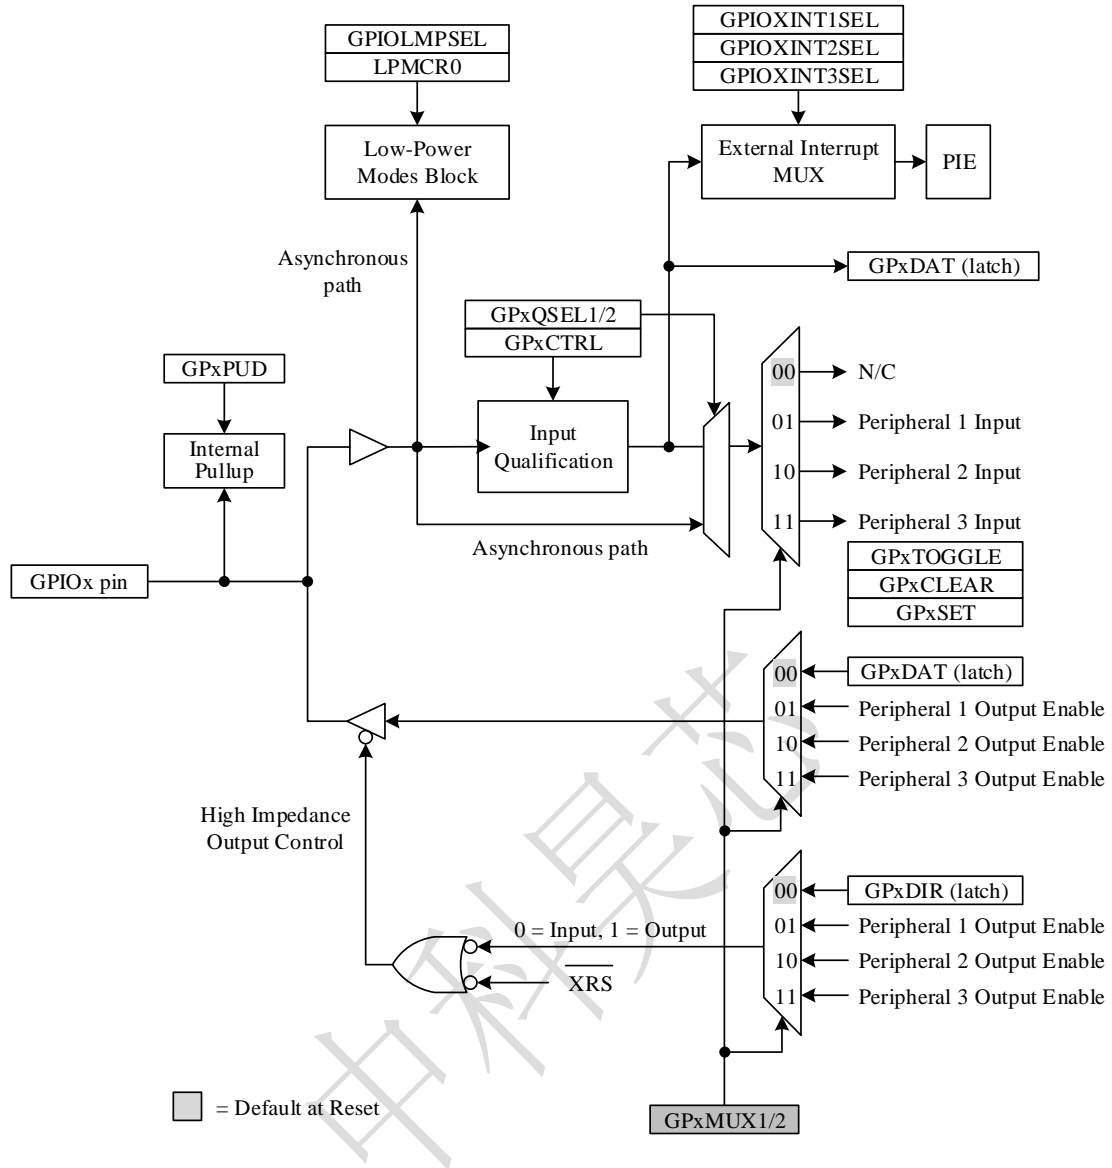 GPIOLMPSEL
LPMCR0
GPIOXINT1SEL
GPIOXINT2SEL
GPIOXINT3SEL
Low-Power
Modes Block
External Interrupt
MUX
PIE
Asynchronous
path
GPxDAT (latch)
GPxQSEL1/2
GPxCTRL
GPxPUD
Internal
Pullup
Input
Qualification
00
N/C
01
Peripheral 1 Input
10
Peripheral 2 Input
11
Peripheral 3 Input
Asynchronous path
GPIOx pin
GPxTOGGLE
GPxCLEAR
GPxSET
00
GPxDAT (latch)
01
Peripheral 1 Output Enable
10
Peripheral 2 Output Enable
11
Peripheral 3 Output Enable
High Impedance
Output Control
00
GPxDIR (latch)
01
Peripheral 1 Output Enable
10
Peripheral 2 Output Enable
11
Peripheral 3 Output Enable
0 = Input, 1 = Output
XRS
= Default at Reset
GPxMUX1/2
中科昊芯